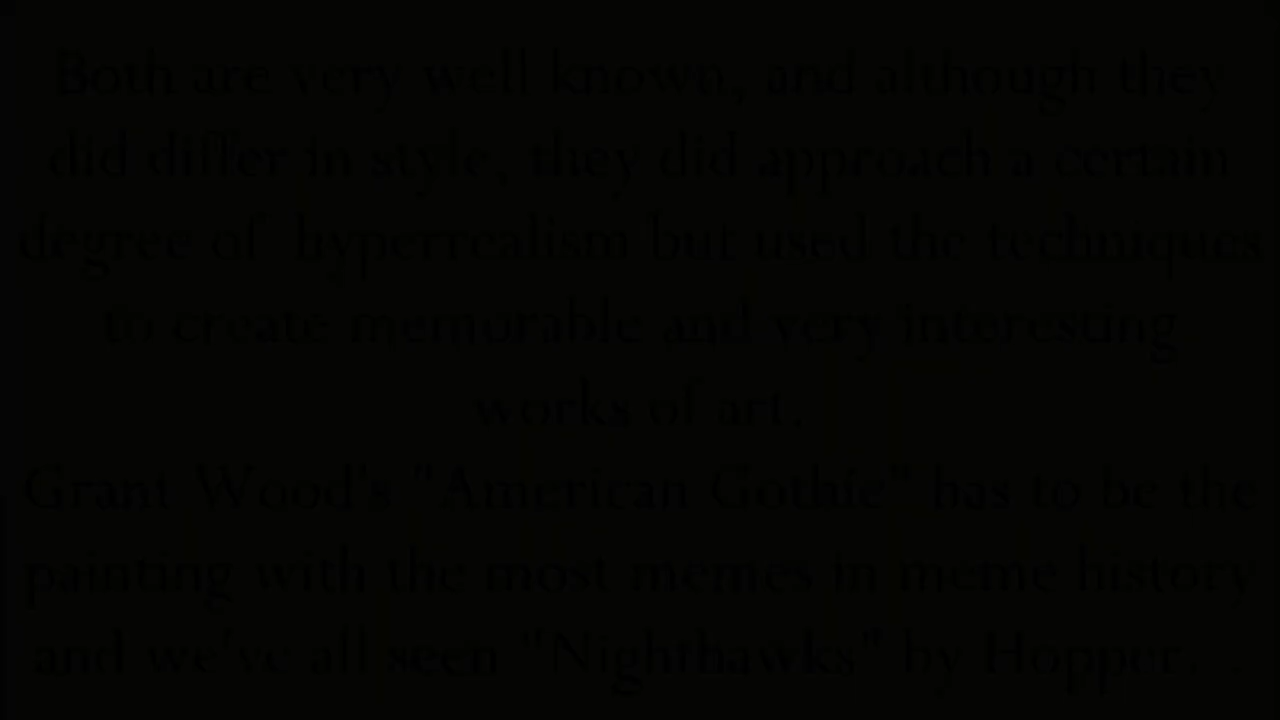 Both are very well known, and although they
did differ in style, they did approach a certain
degree of hyperrealism but used the techniques
to create memorable and very interesting
works of art.
Grant Wood's "American Gothic" has to be the
painting with the most memes in meme history
and we've all seen "Nighthawks" by Hopper. . .